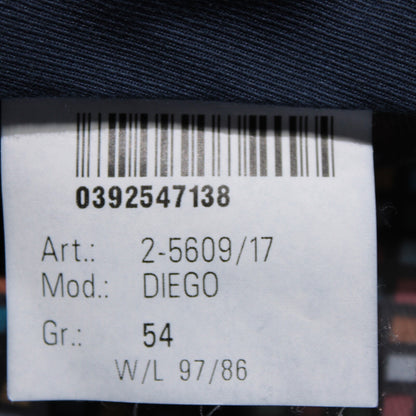 0392547138
Art.: 2-5609/17
Mod.: DIEGO
Gr.: 54
W/L 97/86